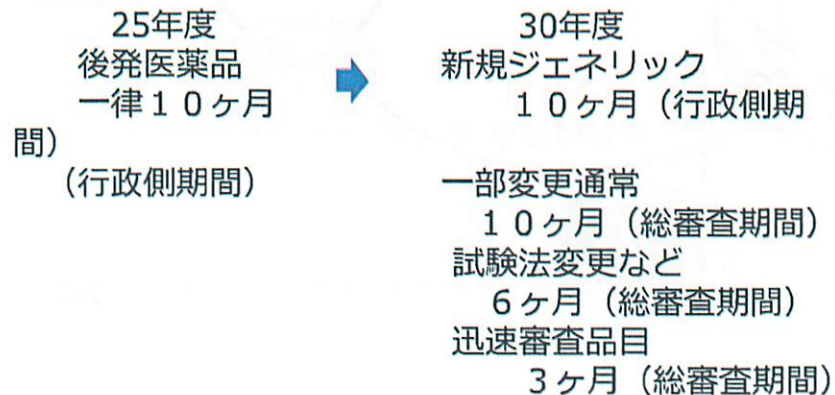 25年度
後発医薬品
一律１０ヶ月
（行政側期間）
30年度
新規ジェネリック
１０ヶ月（行政側期
間）
一部変更通常
１０ヶ月（総審査期間）
試験法変更など
６ヶ月（総審査期間）
迅速審査品目
３ヶ月（総審査期間）